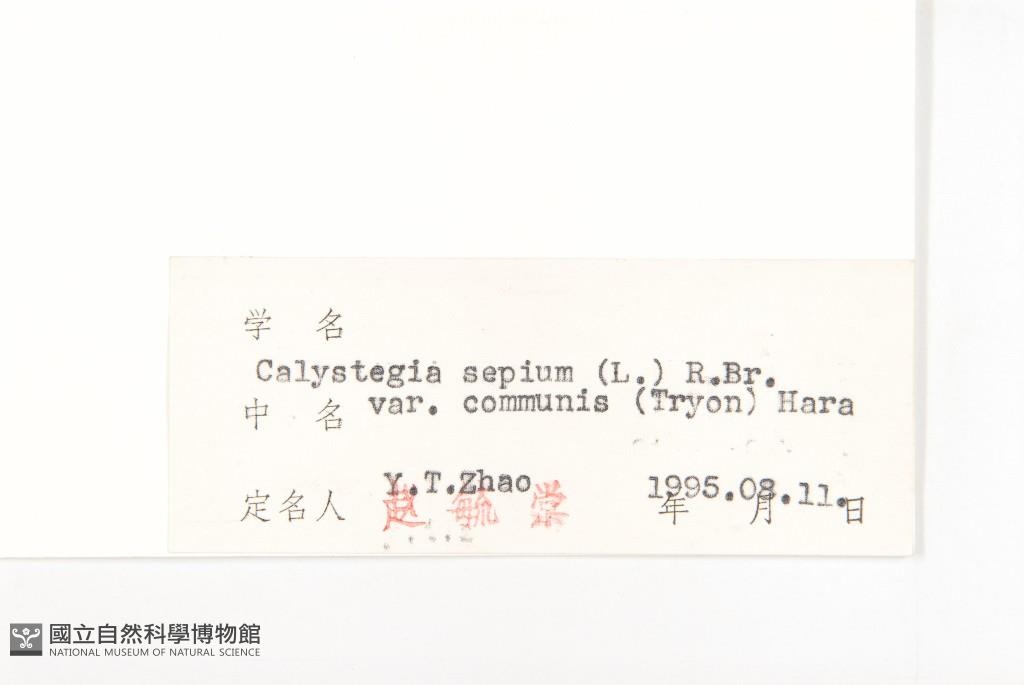 学 名
Calystegia sepium (L.) R.Br.
var. communis (Tryon) Hara
中 名
Y.T.Zhao 1995.08.11.
定名人 赵毓棠 年 月 日
國立自然科學博物館
NATIONAL MUSEUM OF NATURAL SCIENCE